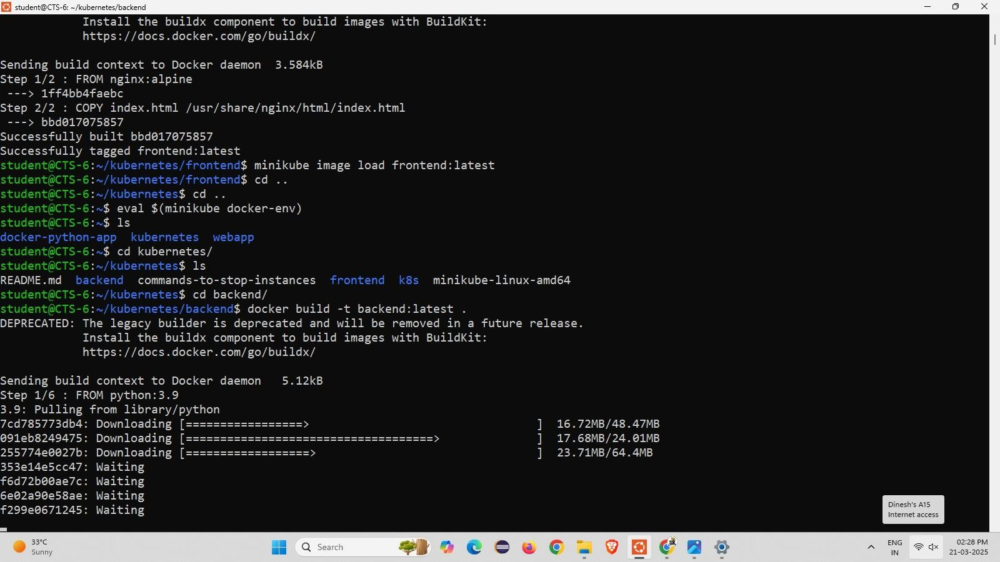 student@CTS-6: ~/kubernetes/backend
Install the buildx component to build images with BuildKit:
https://docs.docker.com/go/buildx/
Sending build context to Docker daemon  3.584kB
Step 1/2 : FROM nginx:alpine
 ---> 1ff4bb4faebc
Step 2/2 : COPY index.html /usr/share/nginx/html/index.html
 ---> bbd017075857
Successfully built bbd017075857
Successfully tagged frontend:latest
student@CTS-6:~/kubernetes/frontend$ minikube image load frontend:latest
student@CTS-6:~/kubernetes/frontend$ cd ..
student@CTS-6:~/kubernetes$ cd ..
student@CTS-6:~$ eval $(minikube docker-env)
student@CTS-6:~$ ls
docker-python-app  kubernetes  webapp
student@CTS-6:~$ cd kubernetes/
student@CTS-6:~/kubernetes$ ls
README.md  backend  commands-to-stop-instances  frontend  k8s  minikube-linux-amd64
student@CTS-6:~/kubernetes$ cd backend/
student@CTS-6:~/kubernetes/backend$ docker build -t backend:latest .
DEPRECATED: The legacy builder is deprecated and will be removed in a future release.
Install the buildx component to build images with BuildKit:
https://docs.docker.com/go/buildx/
Sending build context to Docker daemon   5.12kB
Step 1/6 : FROM python:3.9
3.9: Pulling from library/python
7cd785773db4: Downloading [=================>                                 ]  16.72MB/48.47MB
091eb8249475: Downloading [====================================>              ]  17.68MB/24.01MB
255774e0027b: Downloading [==================>                                ]  23.71MB/64.4MB
353e14e5cc47: Waiting
f6d72b00ae7c: Waiting
6e02a90e58ae: Waiting
f299e0671245: Waiting
Dinesh's A15
Internet access
33°C
Sunny
Search
SK
ENG
IN
02:28 PM
21-03-2025